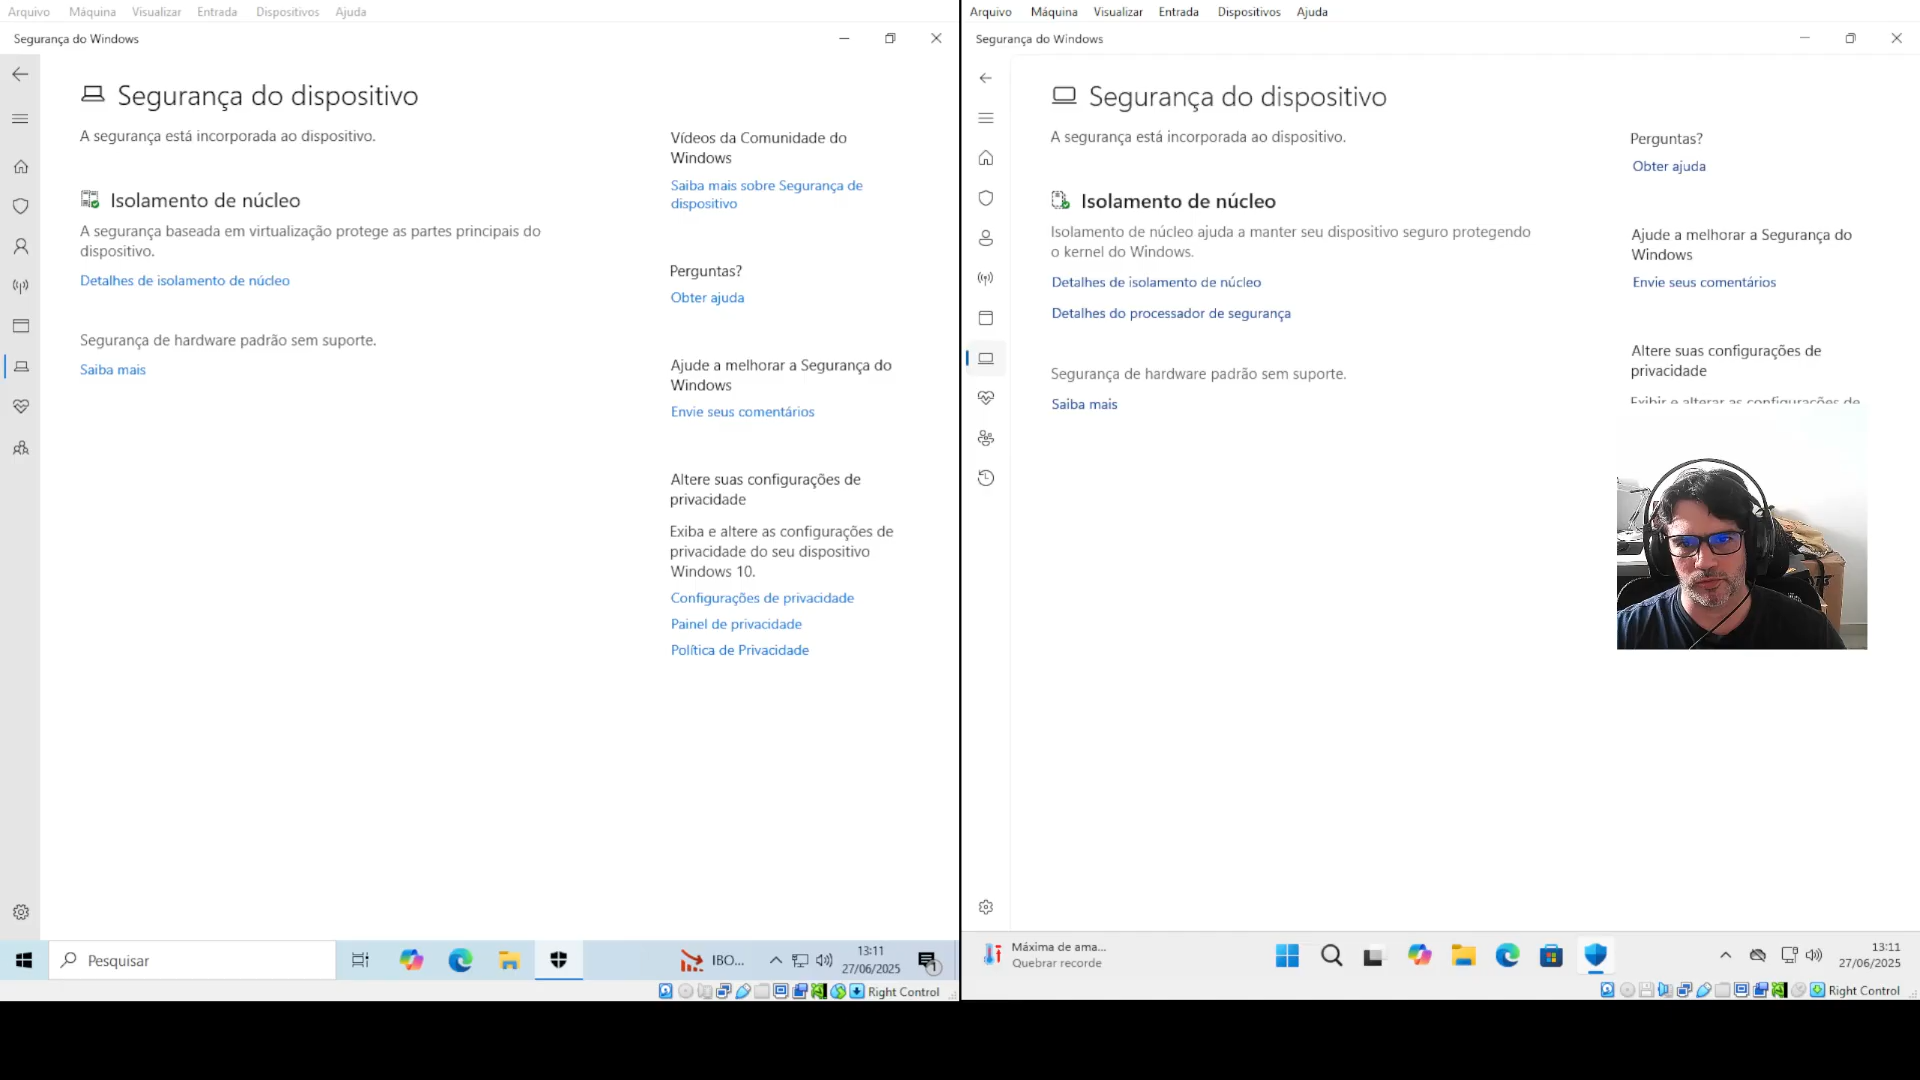 Arquivo Máquina Visualizar Entrada Dispositivos Ajuda
Segurança do Windows
Segurança do dispositivo
A segurança está incorporada ao dispositivo.
Isolamento de núcleo
A segurança baseada em virtualização protege as partes principais do
dispositivo.
Detalhes de isolamento de núcleo
Segurança de hardware padrão sem suporte.
Saiba mais
Vídeos da Comunidade do
Windows
Saiba mais sobre Segurança de
dispositivo
Perguntas?
Obter ajuda
Ajude a melhorar a Segurança do
Windows
Envie seus comentários
Altere suas configurações de
privacidade
Exiba e altere as configurações de
privacidade do seu dispositivo
Windows 10.
Configurações de privacidade
Painel de privacidade
Política de Privacidade
Pesquisar
IBO...
13:11
27/06/2025
1
Right Control
Arquivo Máquina Visualizar Entrada Dispositivos Ajuda
Segurança do Windows
Segurança do dispositivo
A segurança está incorporada ao dispositivo.
Isolamento de núcleo
Isolamento de núcleo ajuda a manter seu dispositivo seguro protegendo
o kernel do Windows.
Detalhes de isolamento de núcleo
Detalhes do processador de segurança
Segurança de hardware padrão sem suporte.
Saiba mais
Perguntas?
Obter ajuda
Ajude a melhorar a Segurança do
Windows
Envie seus comentários
Altere suas configurações de
privacidade
Exibir e alterar as configurações de
Máxima de ama...
Quebrar recorde
13:11
27/06/2025
Right Control